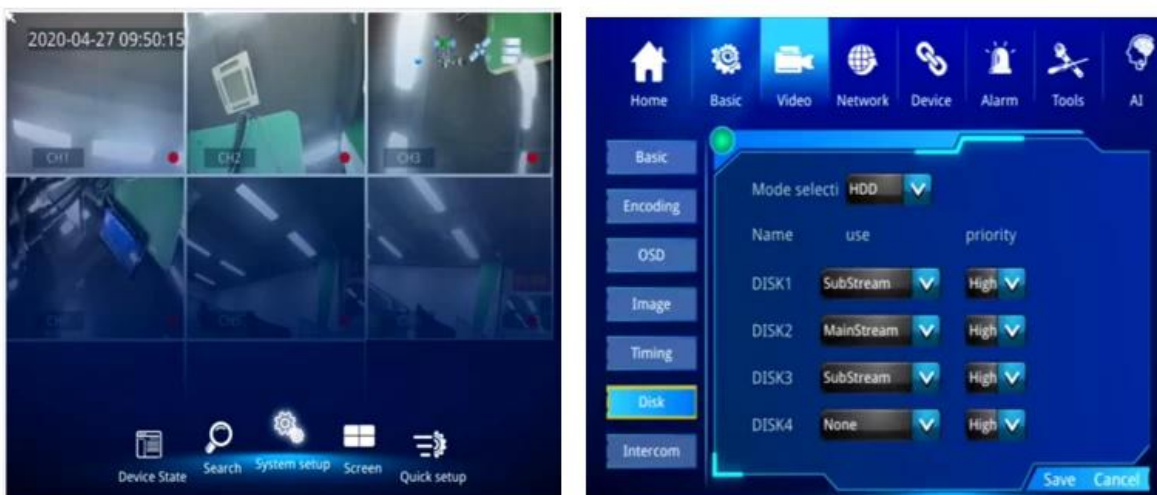 2020-04-27 09:50:15
CH1
CH2
CH3
Device State
Search
System setup
Screen
Quick setup
Home
Basic
Video
Network
Device
Alarm
Tools
AI
Basic
Encoding
OSD
Image
Timing
Disk
Intercom
Mode selecti HDD
Name use priority
DISK1 SubStream High
DISK2 MainStream High
DISK3 SubStream High
DISK4 None High
Save Cancel